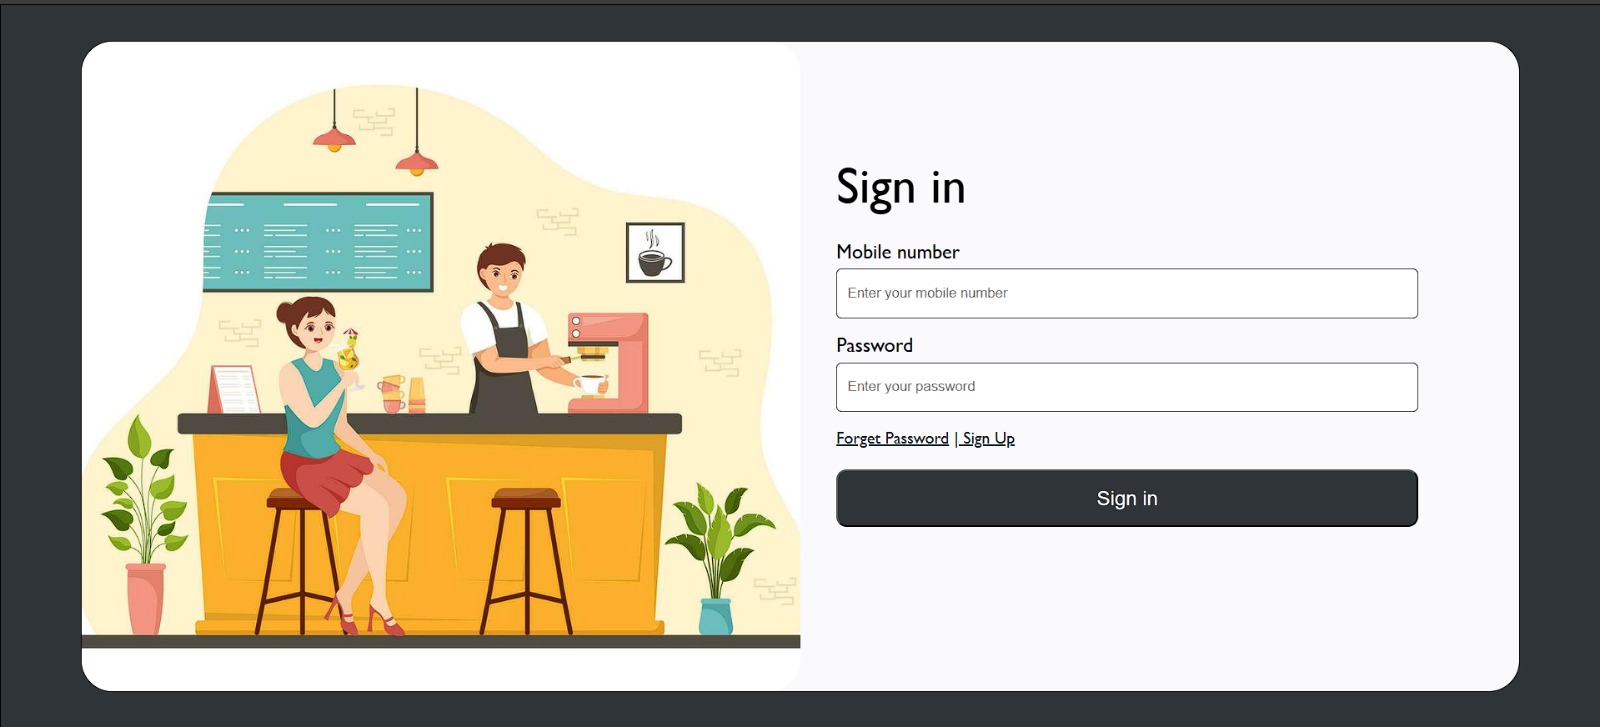 Sign in
Mobile number
Enter your mobile number
Password
Enter your password
Forget Password | Sign Up
Sign in